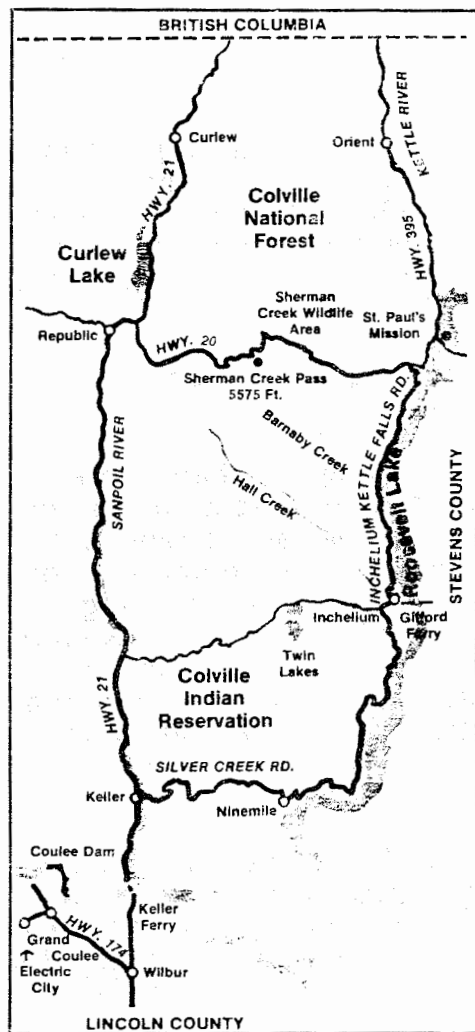 BRITISH COLUMBIA
Curlew
Orient
KETTLE RIVER
HWY. 21
Colville
National
Forest
HWY. 395
Curlew
Lake
Sherman
Creek Wildlife
Area
St. Paul's
Mission
Republic
HWY. 20
Sherman Creek Pass
5575 Ft.
Barnaby Creek
Hall Creek
SANPOIL RIVER
INCHELIUM KETTLE FALLS RD.
Roosevelt Lake
STEVENS COUNTY
Inchelium
Gifford
Ferry
Twin
Lakes
HWY. 21
Colville
Indian
Reservation
SILVER CREEK RD.
Keller
Ninemile
Coulee Dam
Keller
Ferry
HWY. 174
Grand
Coulee
Electric
City
Wilbur
LINCOLN COUNTY